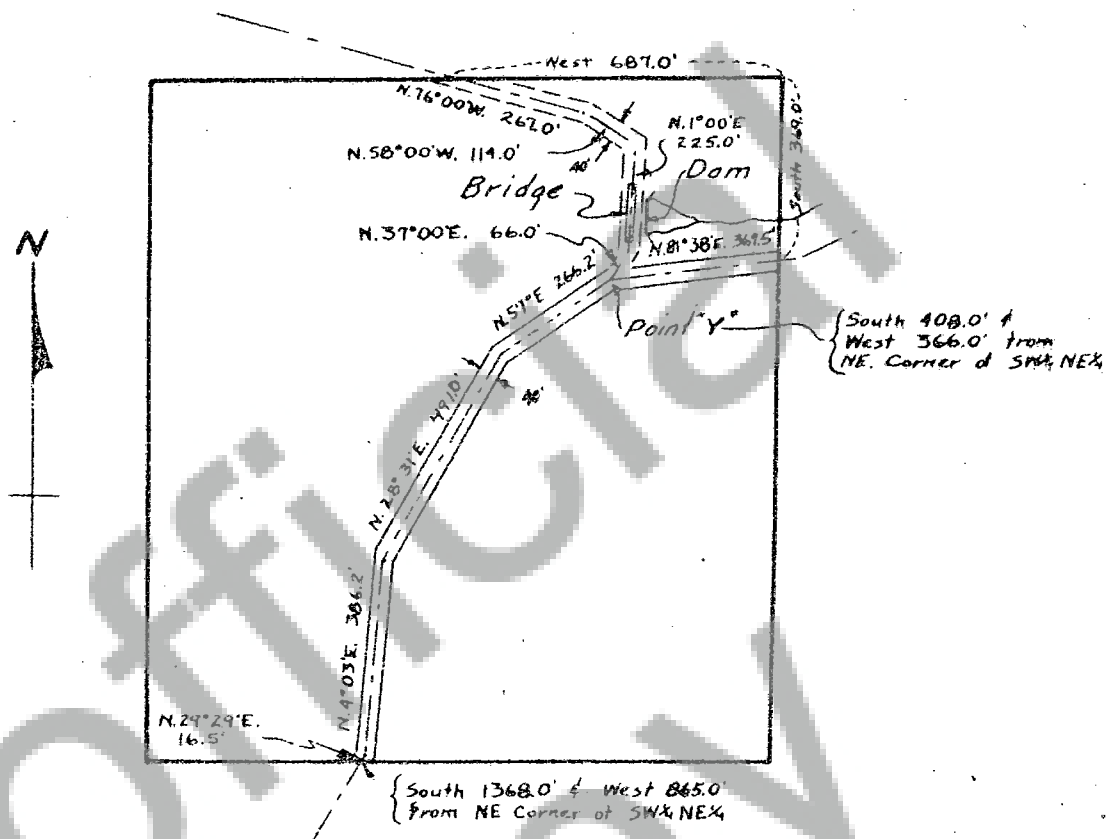 West 687.0'
N.76°00'W. 267.0'
N.1°00'E
225.0'
South 369.0'
N.58°00'W. 114.0'
40'
Dam
Bridge
N.37°00'E. 66.0'
N.81°38'E. 369.5'
N
N.57°E 266.2'
Point "Y"
South 408.0' &
West 366.0' from
NE. Corner of SW¼ NE¼
40'
N. 28° 31'E. 491.0'
N.4°03'E. 386.2'
N.29°29'E.
16.5'
South 1368.0' & West 865.0'
from NE Corner of SW¼ NE¼